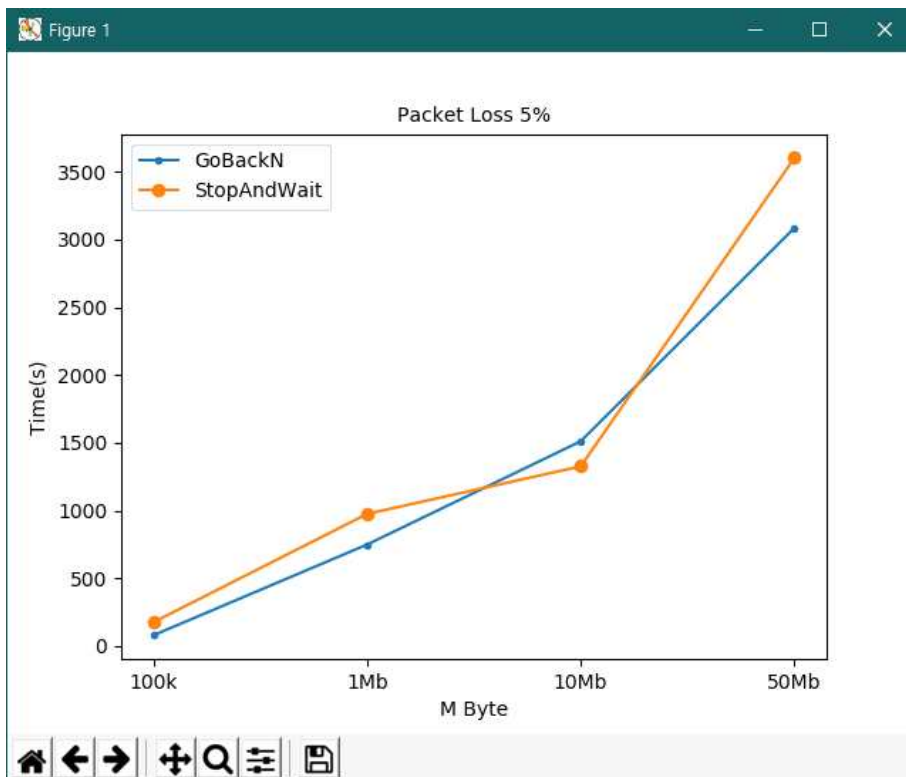 Figure 1
Packet Loss 5%
GoBackN
StopAndWait
3500
3000
2500
2000
1500
1000
500
0
Time(s)
100k 1Mb 10Mb 50Mb
M Byte